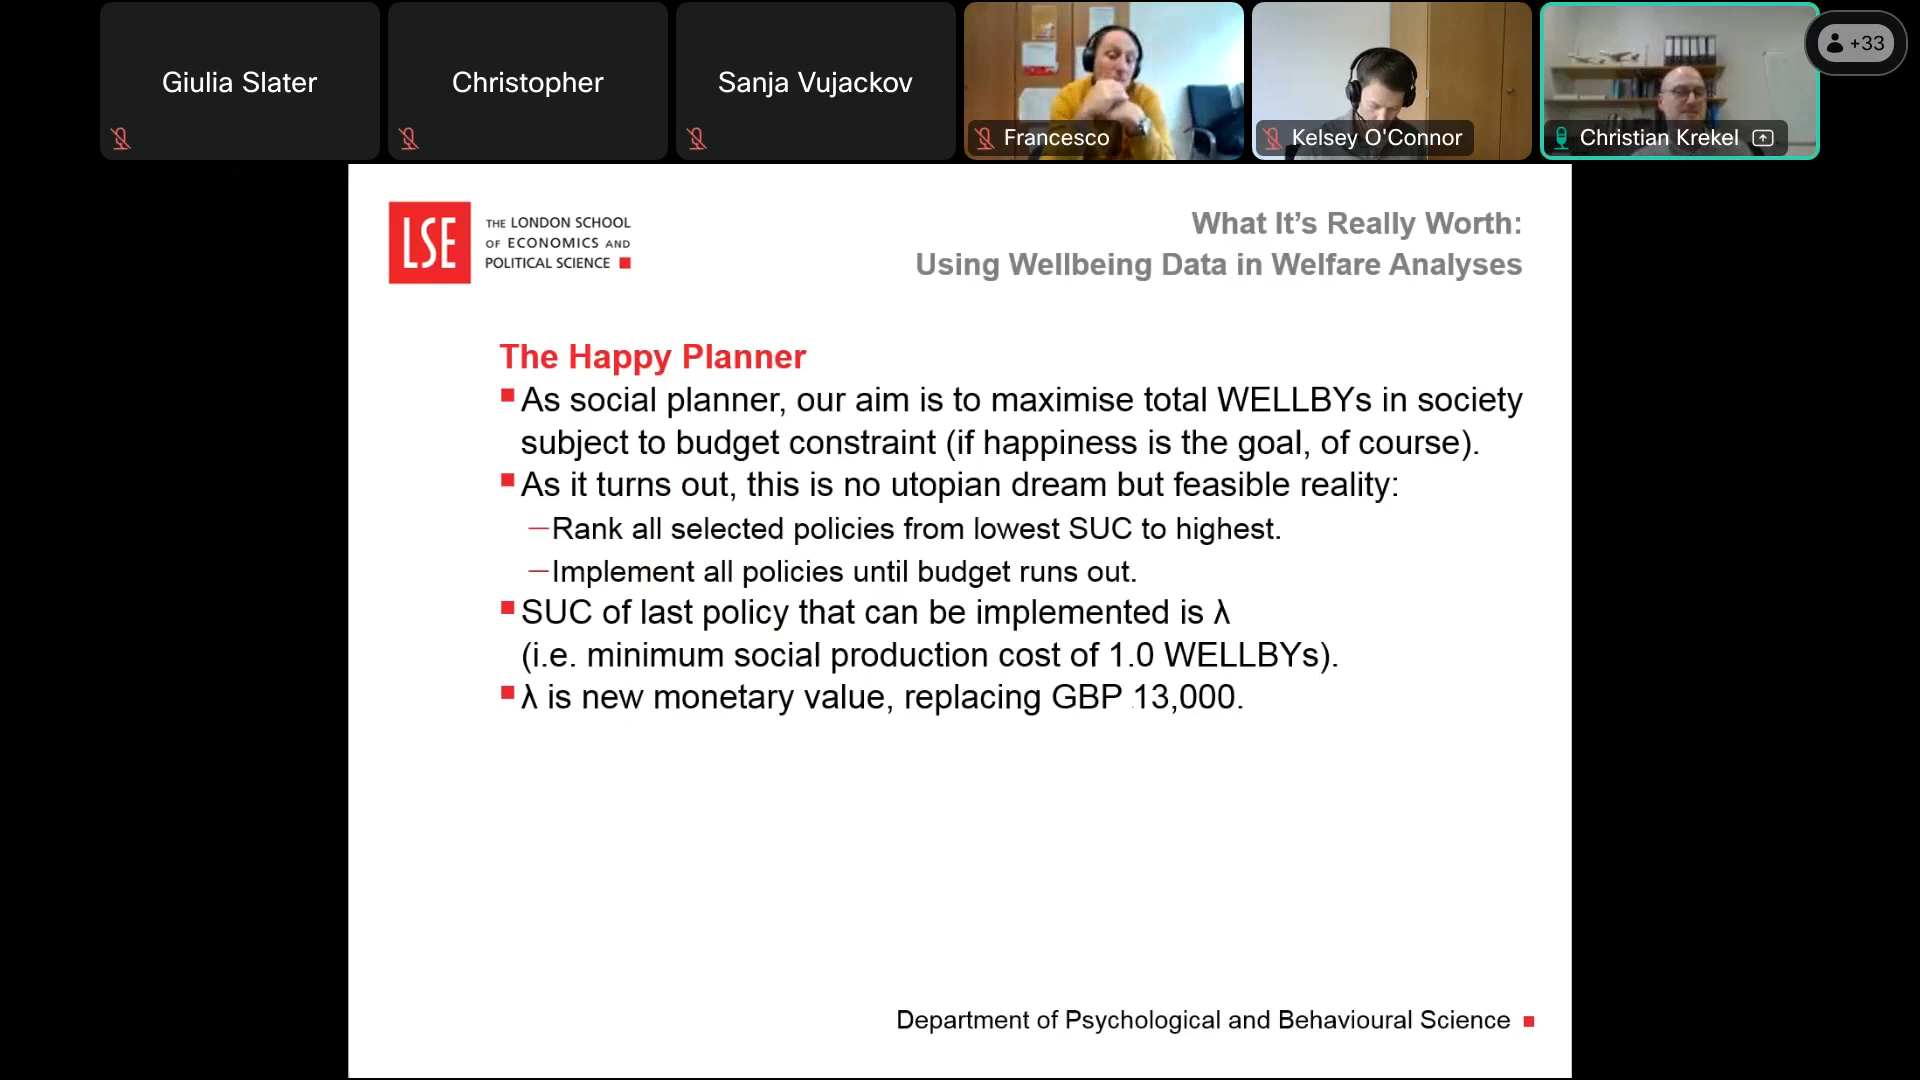 Giulia Slater
Christopher
Sanja Vujackov
Francesco
Kelsey O'Connor
Christian Krekel
+33
LSE
THE LONDON SCHOOL
OF ECONOMICS AND
POLITICAL SCIENCE
What It’s Really Worth:
Using Wellbeing Data in Welfare Analyses
The Happy Planner
As social planner, our aim is to maximise total WELLBYs in society
subject to budget constraint (if happiness is the goal, of course).
As it turns out, this is no utopian dream but feasible reality:
—Rank all selected policies from lowest SUC to highest.
—Implement all policies until budget runs out.
SUC of last policy that can be implemented is λ
(i.e. minimum social production cost of 1.0 WELLBYs).
λ is new monetary value, replacing GBP 13,000.
Department of Psychological and Behavioural Science